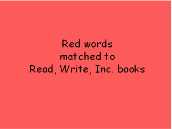 Red words
matched to
Read, Write, Inc. books